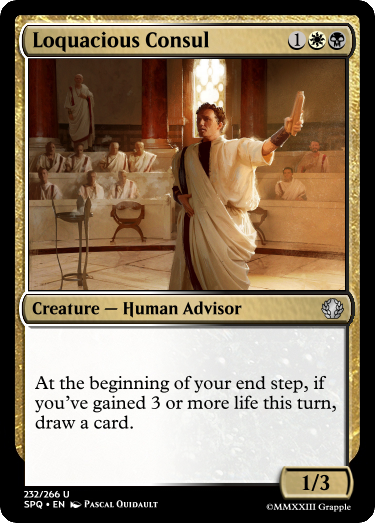 Loquacious Consul 1
Creature — Human Advisor
At the beginning of your end step, if
you've gained 3 or more life this turn,
draw a card.
1/3
232/266 U
SPQ • EN Pascal Quidault
©MMXXIII Grapple